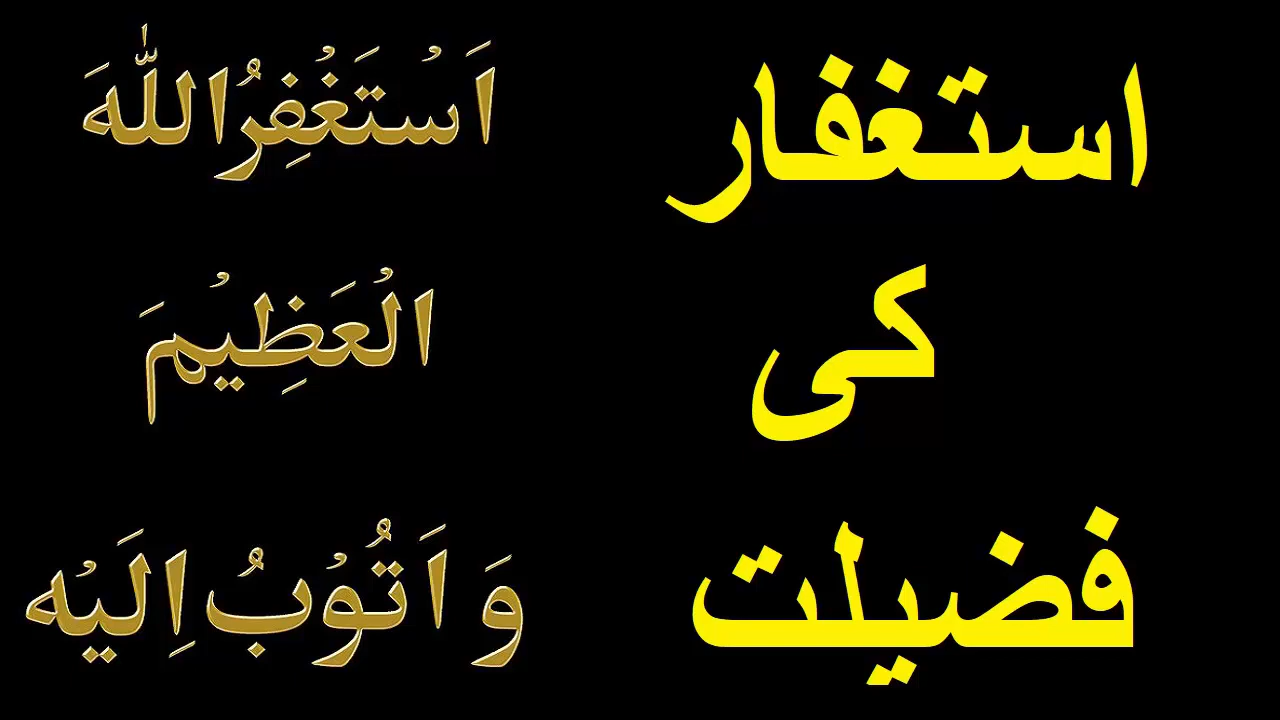 استغفار
کی
فضیلت
اَسْتَغْفِرُاللّٰهَ
الْعَظِیْمَ
وَ اَتُوْبُ اِلَیْه